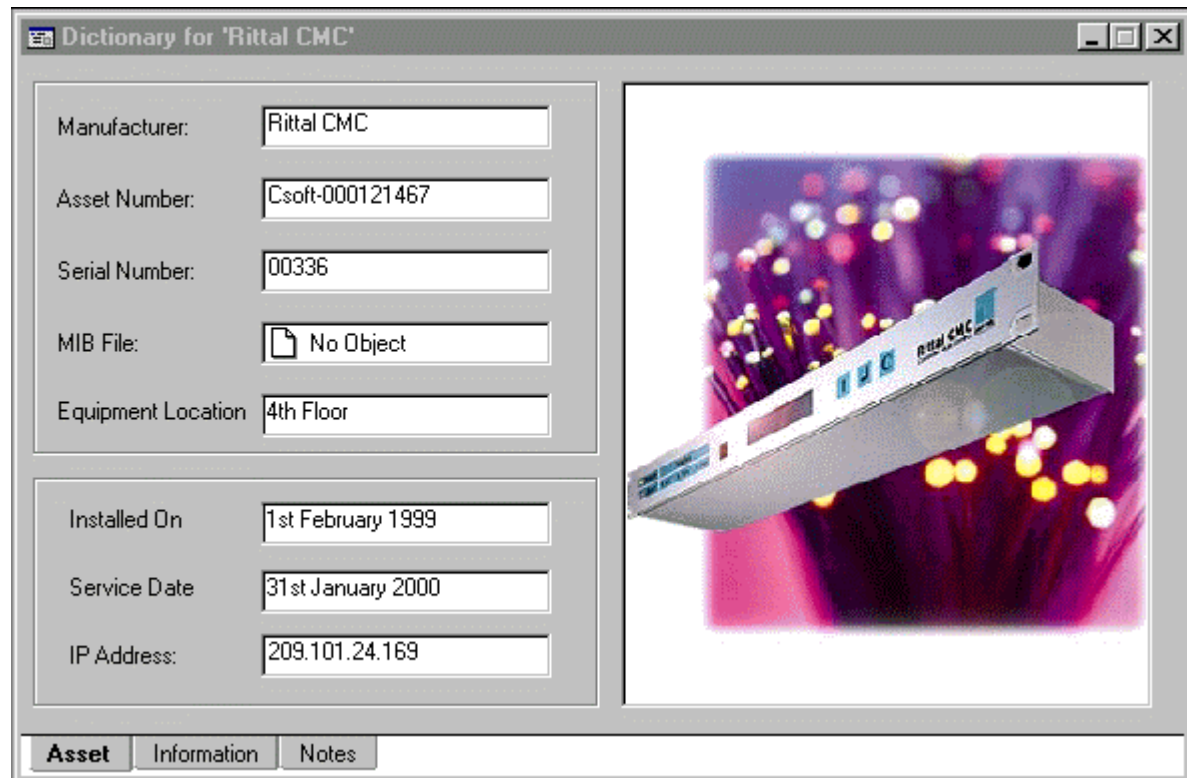 Dictionary for 'Rittal CMC'
Manufacturer: Rittal CMC
Asset Number: Csoft-000121467
Serial Number: 00336
MIB File: No Object
Equipment Location 4th Floor
Rittal CMC
Installed On 1st February 1999
Service Date 31st January 2000
IP Address: 209.101.24.169
Asset Information Notes